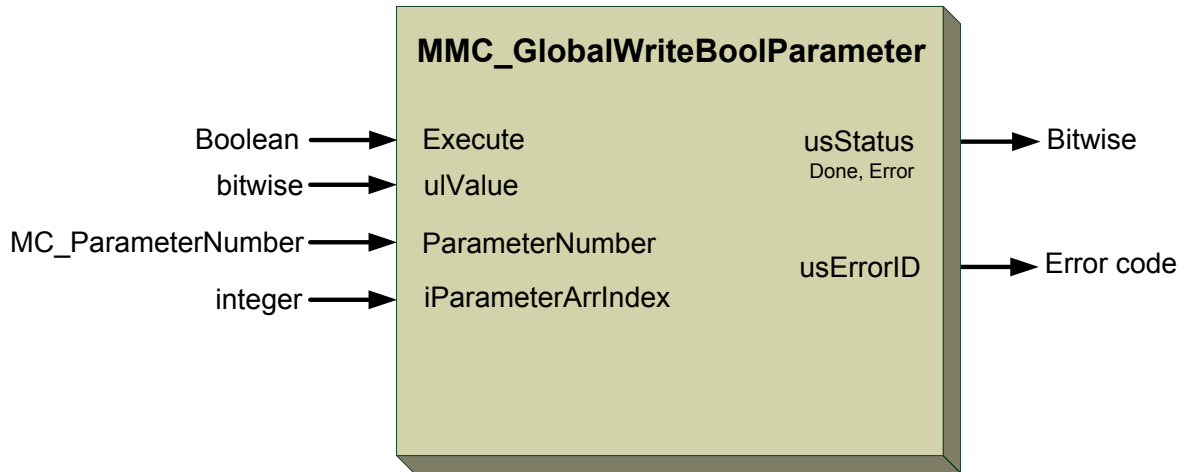 MMC_GlobalWriteBoolParameter
Boolean Execute usStatus Bitwise
Done, Error
bitwise ulValue
MC_ParameterNumber ParameterNumber
usErrorID Error code
integer iParameterArrIndex